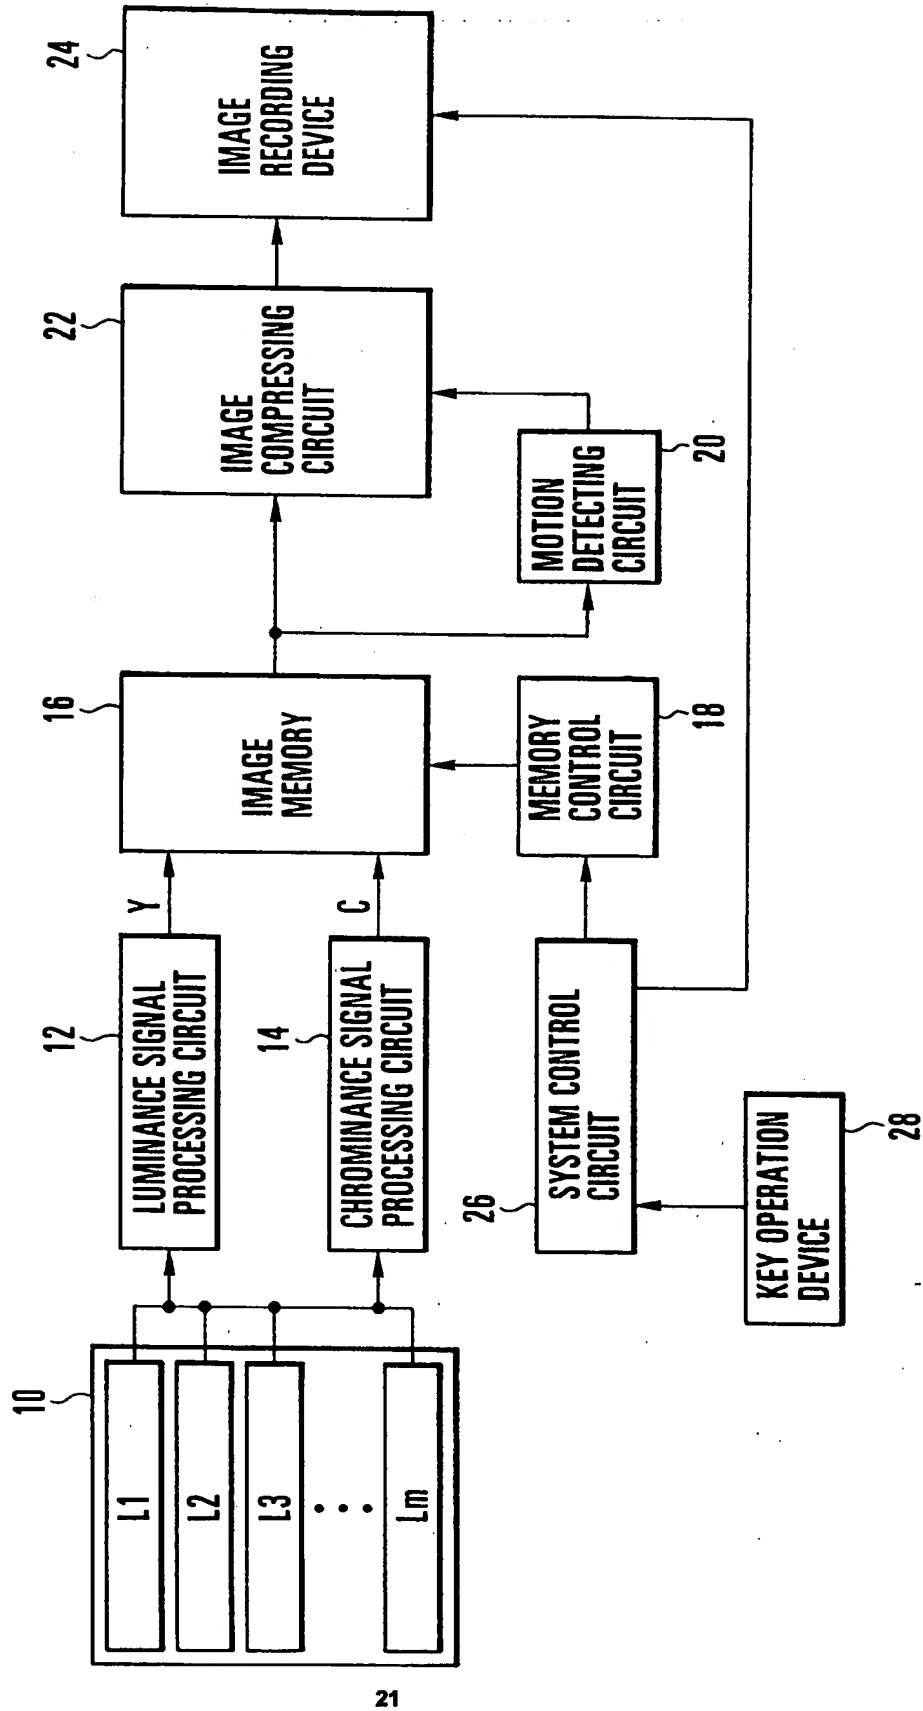 10
L1
L2
L3
• • •
Lm
12
LUMINANCE SIGNAL
PROCESSING CIRCUIT
Y
14
CHROMINANCE SIGNAL
PROCESSING CIRCUIT
C
16
IMAGE
MEMORY
22
IMAGE
COMPRESSING
CIRCUIT
24
IMAGE
RECORDING
DEVICE
26
SYSTEM CONTROL
CIRCUIT
MEMORY
CONTROL
CIRCUIT
18
MOTION
DETECTING
CIRCUIT
20
KEY OPERATION
DEVICE
28
21